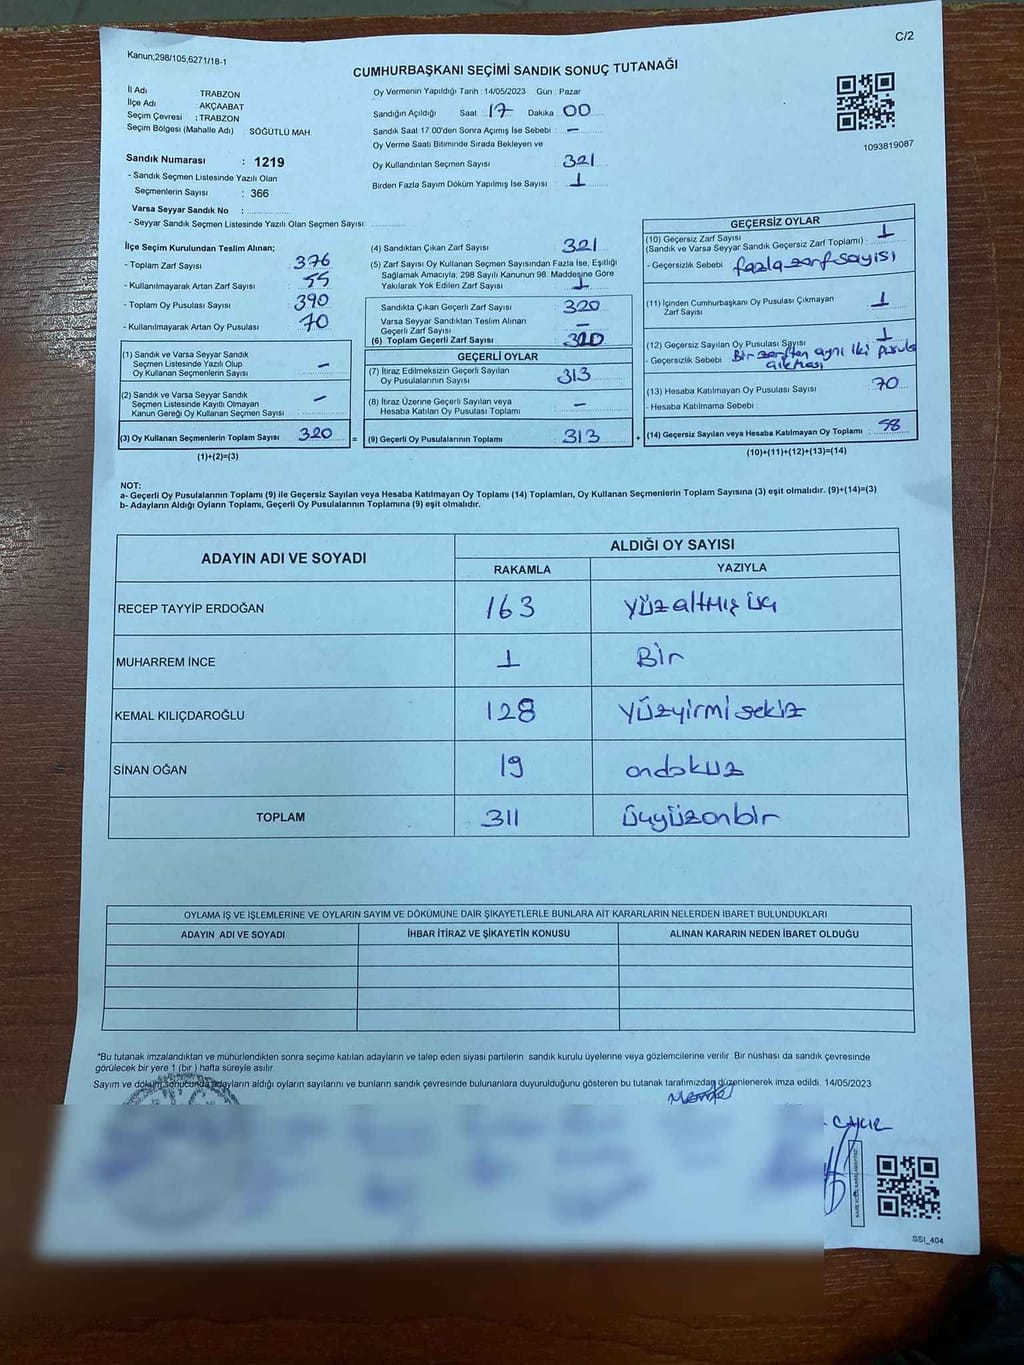 C/2
Kanun;298/105,6271/18-1
CUMHURBAŞKANI SEÇİMİ SANDIK SONUÇ TUTANAĞI
İl Adı : TRABZON
İlçe Adı : AKÇAABAT
Seçim Çevresi : TRABZON
Seçim Bölgesi (Mahalle Adı) : SÖĞÜTLÜ MAH.
Sandık Numarası : 1219
- Sandık Seçmen Listesinde Yazılı Olan
Seçmenlerin Sayısı : 366
Varsa Seyyar Sandık No :
- Seyyar Sandık Seçmen Listesinde Yazılı Olan Seçmen Sayısı:
Oy Vermenin Yapıldığı Tarih : 14/05/2023 Gün : Pazar
Sandığın Açıldığı Saat 17 Dakika 00
Sandık Saat 17:00'den Sonra Açımış İse Sebebi : -
Oy Verme Saati Bitiminde Sırada Bekleyen ve
Oy Kullandırılan Seçmen Sayısı 321
Birden Fazla Sayım Döküm Yapılmış İse Sayısı : 1
1093819087
İlçe Seçim Kurulundan Teslim Alınan;
- Toplam Zarf Sayısı : 376
- Kullanılmayarak Artan Zarf Sayısı : 55
- Toplam Oy Pusulası Sayısı : 390
- Kullanılmayarak Artan Oy Pusulası : 70
(1) Sandık ve Varsa Seyyar Sandık
Seçmen Listesinde Yazılı Olup
Oy Kullanan Seçmenlerin Sayısı : -
(2) Sandık ve Varsa Seyyar Sandık
Seçmen Listesinde Kayıtlı Olmayan
Kanun Gereği Oy Kullanan Seçmen Sayısı : -
(3) Oy Kullanan Seçmenlerin Toplam Sayısı : 320
(1)+(2)=(3)
(4) Sandıktan Çıkan Zarf Sayısı : 321
(5) Zarf Sayısı Oy Kullanan Seçmen Sayısından Fazla İse, Eşitliği
Sağlamak Amacıyla; 298 Sayılı Kanunun 98. Maddesine Göre
Yakılarak Yok Edilen Zarf Sayısı : 1
Sandıkta Çıkan Geçerli Zarf Sayısı : 320
Varsa Seyyar Sandıktan Teslim Alınan
Geçerli Zarf Sayısı : -
(6) Toplam Geçerli Zarf Sayısı : 320
GEÇERLİ OYLAR
(7) İtiraz Edilmeksizin Geçerli Sayılan
Oy Pusulalarının Sayısı : 313
(8) İtiraz Üzerine Geçerli Sayılan veya
Hesaba Katılan Oy Pusulası Toplamı : -
= (9) Geçerli Oy Pusulalarının Toplamı : 313
GEÇERSİZ OYLAR
(10) Geçersiz Zarf Sayısı : 1
(Sandık ve Varsa Seyyar Sandık Geçersiz Zarf Toplamı)
- Geçersizlik Sebebi : fazla zarf sayısı
(11) İçinden Cumhurbaşkanı Oy Pusulası Çıkmayan
Zarf Sayısı : 1
(12) Geçersiz Sayılan Oy Pusulası Sayısı : 1
- Geçersizlik Sebebi : Bir zarftan aynı iki pusula
çıkması
(13) Hesaba Katılmayan Oy Pusulası Sayısı : 70
- Hesaba Katılmama Sebebi :
+ (14) Geçersiz Sayılan veya Hesaba Katılmayan Oy Toplamı : 58
(10)+(11)+(12)+(13)=(14)
NOT:
a- Geçerli Oy Pusulalarının Toplamı (9) ile Geçersiz Sayılan veya Hesaba Katılmayan Oy Toplamı (14) Toplamları, Oy Kullanan Seçmenlerin Toplam Sayısına (3) eşit olmalıdır. (9)+(14)=(3)
b- Adayların Aldığı Oyların Toplamı, Geçerli Oy Pusulalarının Toplamına (9) eşit olmalıdır.
ADAYIN ADI VE SOYADI ALDIĞI OY SAYISI
RAKAMLA YAZIYLA
RECEP TAYYİP ERDOĞAN 163 yüzaltmış üç
MUHARREM İNCE 1 Bir
KEMAL KILIÇDAROĞLU 128 yüzyirmi sekiz
SİNAN OĞAN 19 ondokuz
TOPLAM 311 üçyüzonbir
OYLAMA İŞ VE İŞLEMLERİNE VE OYLARIN SAYIM VE DÖKÜMÜNE DAİR ŞİKAYETLERLE BUNLARA AİT KARARLARIN NELERDEN İBARET BULUNDUKLARI
ADAYIN ADI VE SOYADI İHBAR İTİRAZ VE ŞİKAYETİN KONUSU ALINAN KARARIN NEDEN İBARET OLDUĞU
*Bu tutanak imzalandıktan ve mühürlendikten sonra seçime katılan adayların ve talep eden siyasi partilerin sandık kurulu üyelerine veya gözlemcilerine verilir. Bir nüshası da sandık çevresinde
görülecek bir yere 1 (bir ) hafta süreyle asılır.
Sayım ve döküm sonucunda adayların aldığı oyların sayılarını ve bunların sandık çevresinde bulunanlara duyurulduğunu gösteren bu tutanak tarafımızdan düzenlenerek imza edildi. 14/05/2023
ÇAKIR
SSI_404